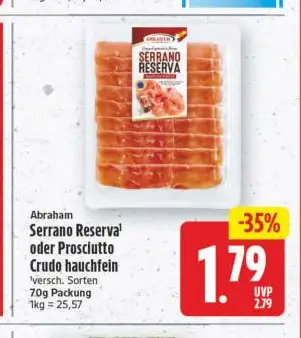 ABRAHAM
SERRANO
RESERVA
Abraham
Serrano Reserva¹
oder Prosciutto
Crudo hauchfein
¹versch. Sorten
70g Packung
1kg = 25,57
-35%
1.79
UVP
2.79